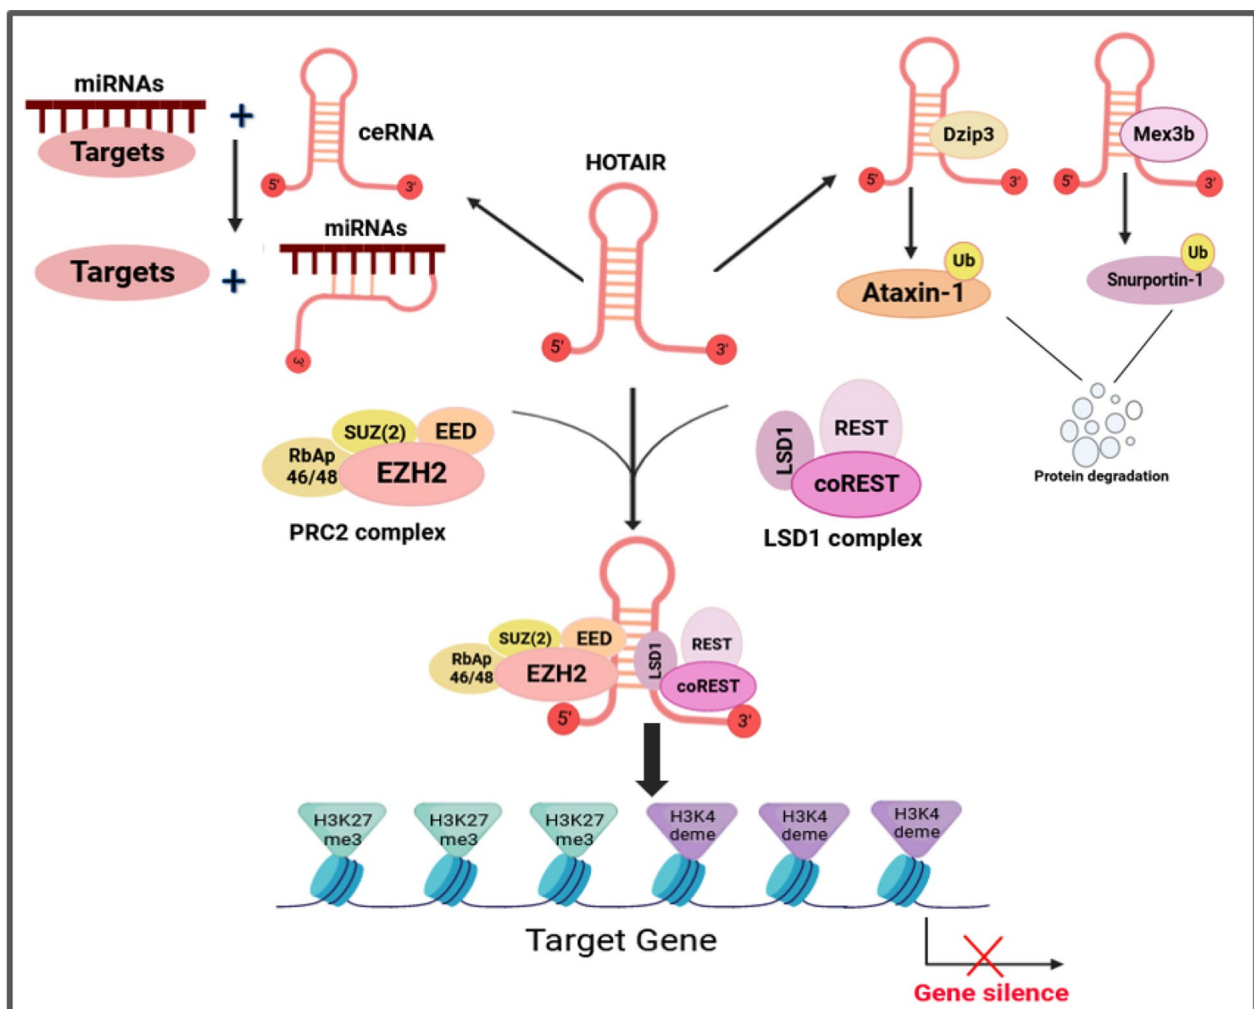 miRNAs
Targets
+
ceRNA
5'
3'
Targets
+
miRNAs
3'
HOTAIR
5'
3'
Dzip3
5'
3'
Mex3b
5'
3'
Ub
Ataxin-1
Ub
Snurportin-1
Protein degradation
SUZ(2)
EED
RbAp
46/48
EZH2
PRC2 complex
LSD1
REST
coREST
LSD1 complex
SUZ(2)
EED
RbAp
46/48
EZH2
LSD1
REST
coREST
5'
3'
H3K27
me3
H3K27
me3
H3K27
me3
H3K4
deme
H3K4
deme
H3K4
deme
Target Gene
Gene silence